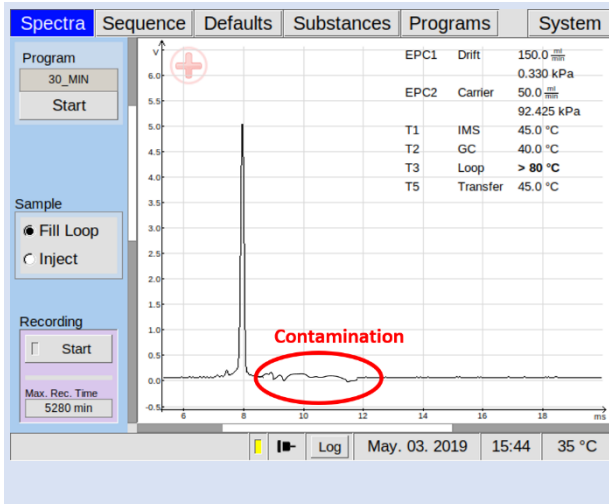 Spectra Sequence Defaults Substances Programs System
Program
30_MIN
Start
Sample
Fill Loop
Inject
Recording
Start
Max. Rec. Time
5280 min
V
6.0
5.5
5.0
4.5
4.0
3.5
3.0
2.5
2.0
1.5
1.0
0.5
0.0
-0.5
6 8 10 12 14 16 18 ms
EPC1 Drift 150.0 ml/min
0.330 kPa
EPC2 Carrier 50.0 ml/min
92.425 kPa
T1 IMS 45.0 °C
T2 GC 40.0 °C
T3 Loop > 80 °C
T5 Transfer 45.0 °C
Contamination
Log May. 03. 2019 15:44 35 °C